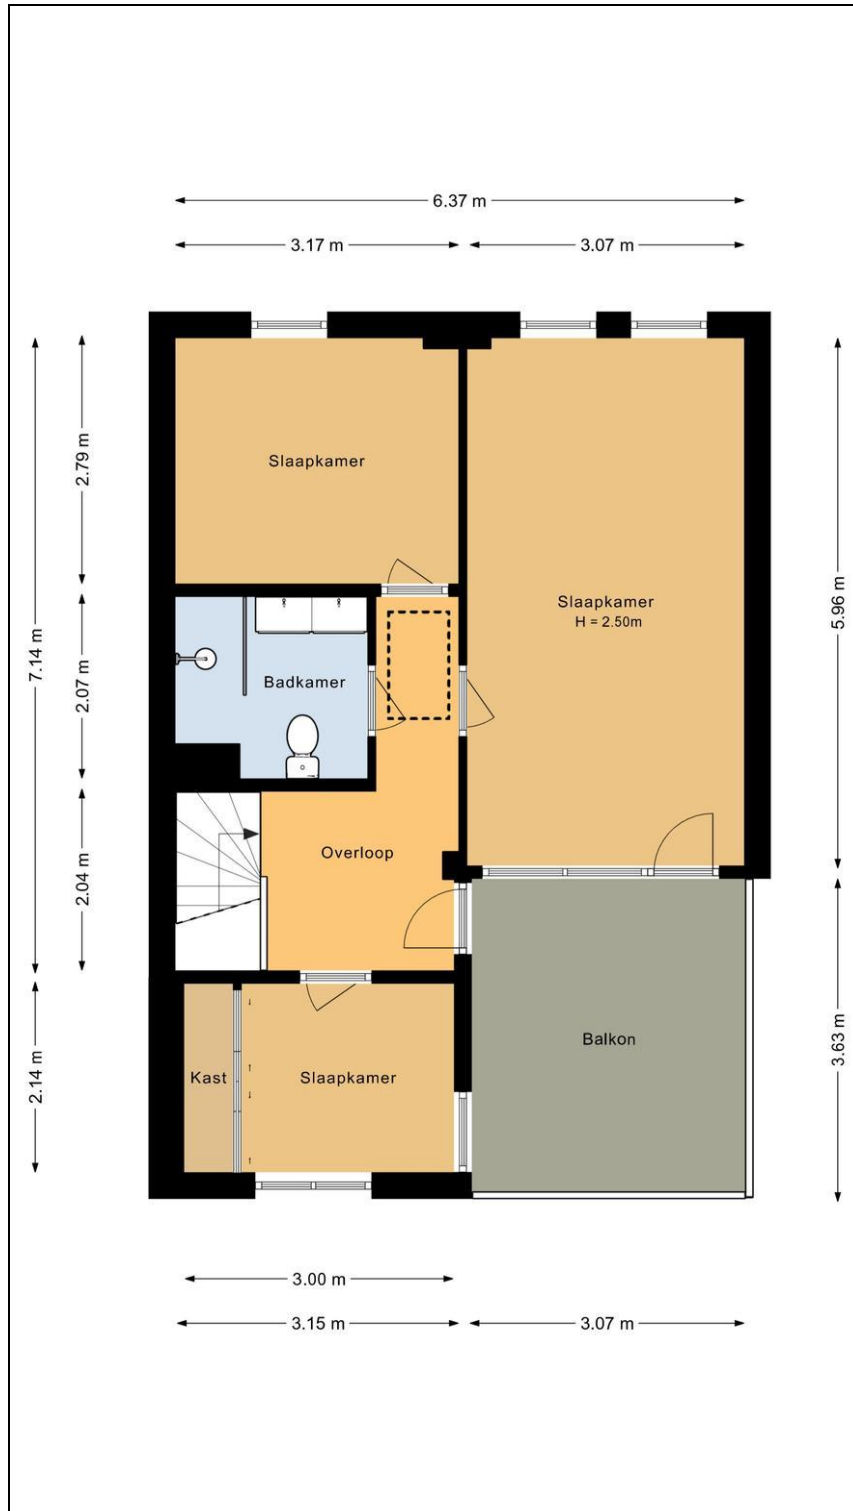 6.37 m
3.17 m
3.07 m
7.14 m
2.79 m
2.07 m
2.04 m
2.14 m
5.96 m
3.63 m
Slaapkamer
Slaapkamer
H = 2.50m
Badkamer
Overloop
Kast
Slaapkamer
Balkon
3.00 m
3.15 m
3.07 m